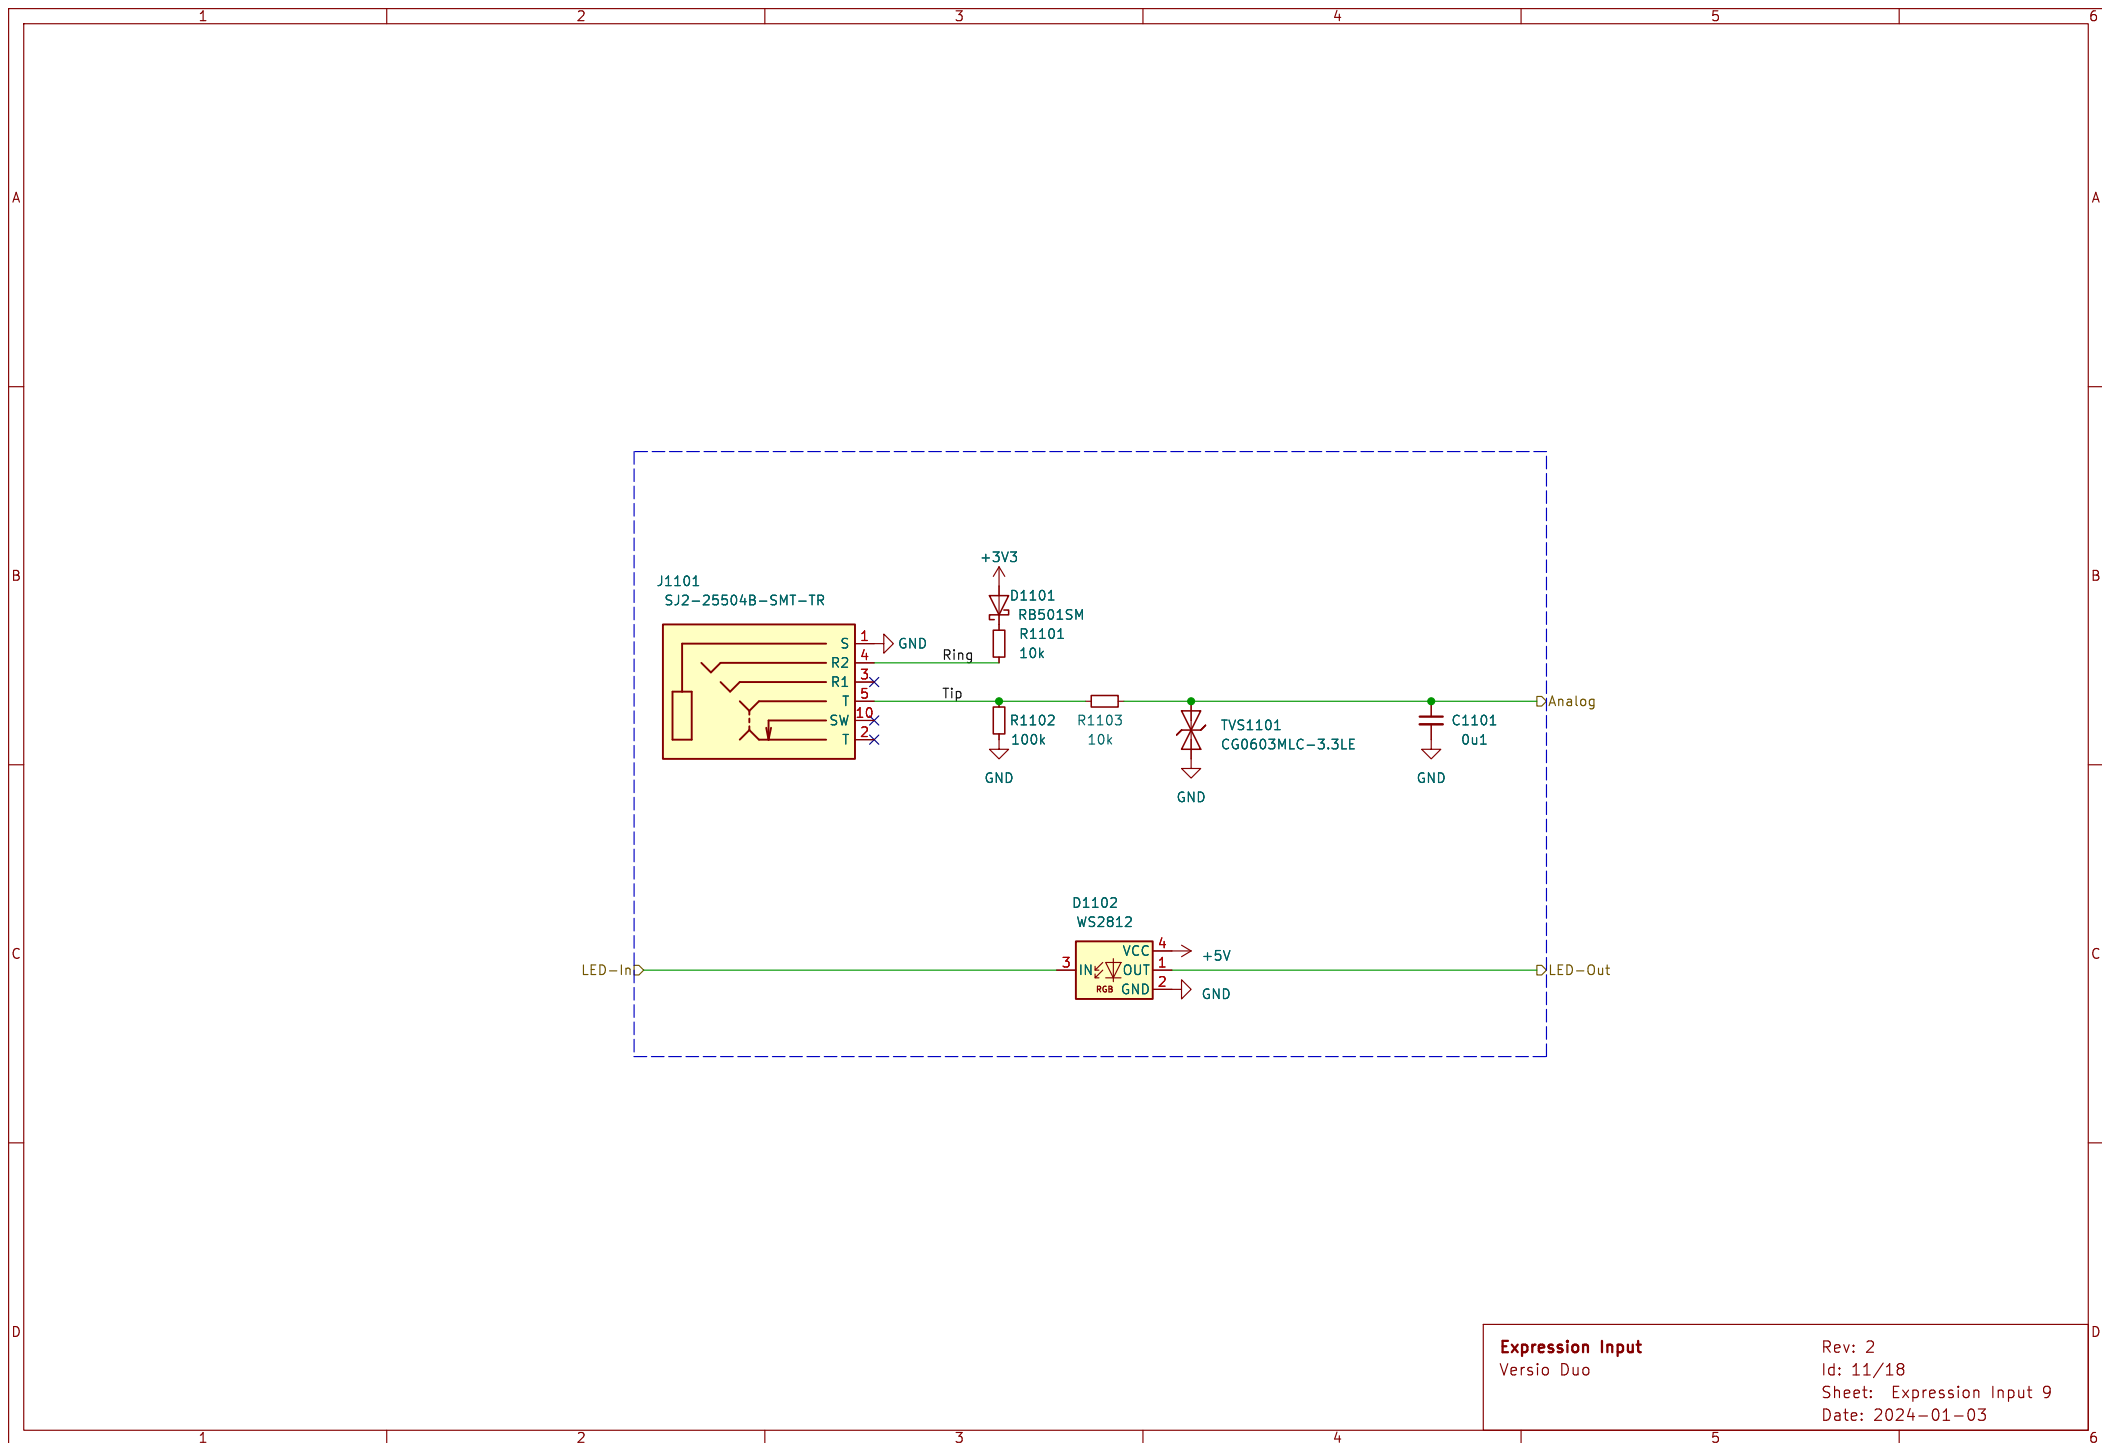 1 2 3 4 5 6
A A
B B
C C
D D
+3V3
J1101
SJ2-25504B-SMT-TR
D1101
RB501SM
R1101
10k
S 1 GND
R2 4 Ring
R1 3
T 5 Tip
SW 10
T 2
R1102
100k
GND
R1103
10k
TVS1101
CG0603MLC-3.3LE
GND
C1101
0u1
GND
Analog
D1102
WS2812
VCC 4 +5V
LED-In 3 IN OUT 1 LED-Out
RGB GND 2 GND
Expression Input
Versio Duo
Rev: 2
Id: 11/18
Sheet: Expression Input 9
Date: 2024-01-03
1 2 3 4 5 6